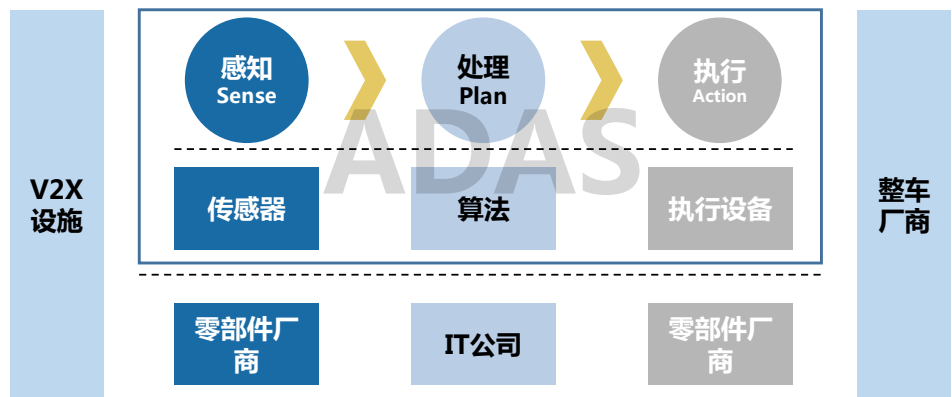 V2X
设施
感知
Sense
处理
Plan
执行
Action
ADAS
传感器
算法
执行设备
零部件厂
商
IT公司
零部件厂
商
整车
厂商